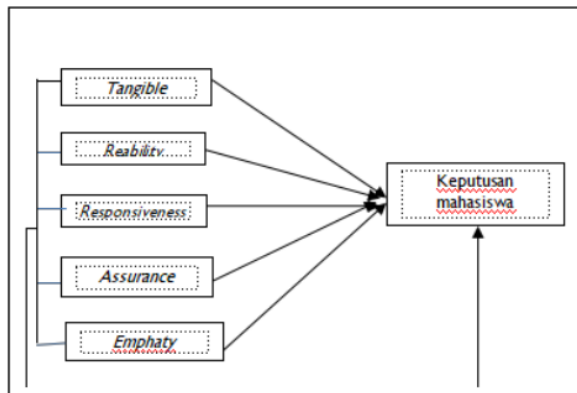 Tangible
Reability
Responsiveness
Assurance
Emphaty
Keputusan
mahasiswa